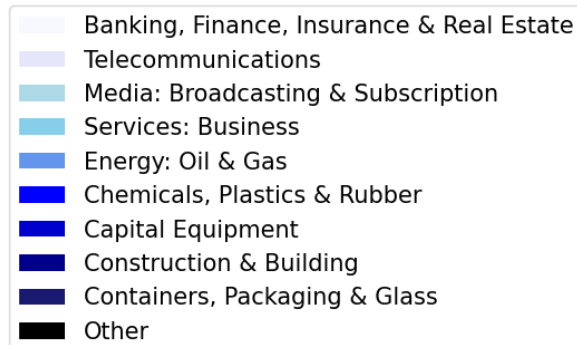 Banking, Finance, Insurance & Real Estate
Telecommunications
Media: Broadcasting & Subscription
Services: Business
Energy: Oil & Gas
Chemicals, Plastics & Rubber
Capital Equipment
Construction & Building
Containers, Packaging & Glass
Other